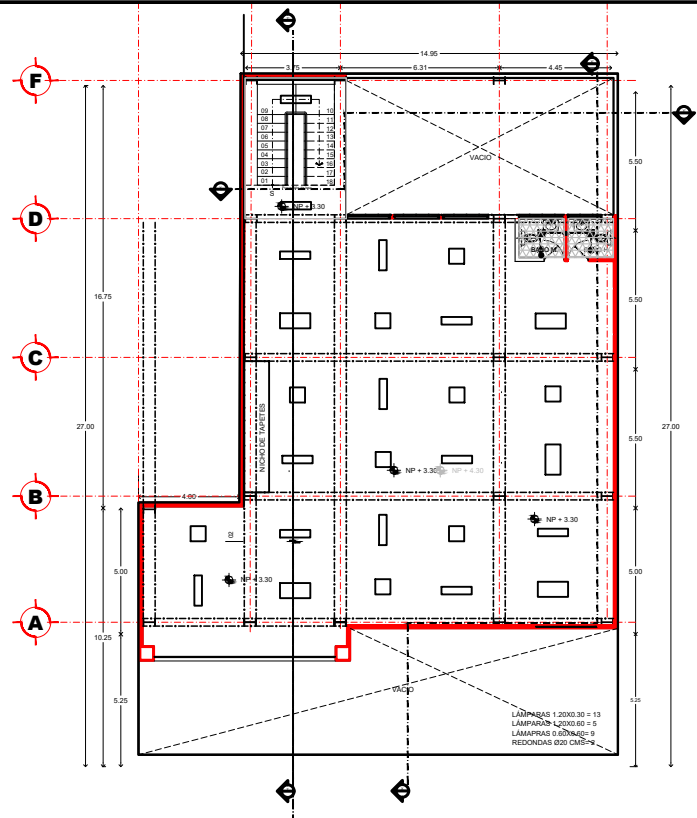 14.95
3.75 6.31 4.45
F
09 10
08 11
07 12
06 13
05 14
04 15
03 16
02 17
01 18
S
VACIO
5.50
NP + 3.30
D
BAÑO M.
16.75
5.50
C
27.00
27.00
NICHO DE TAPETES
5.50
NP + 3.30
NP + 4.30
B
4.00
NP + 3.30
02
5.00
5.00
NP + 3.30
A
10.25
5.25
5.25
VACIO
LÁMPARAS 1.20X0.30 = 13
LÁMPARAS 1.20X0.60 = 5
LÁMAPRAS 0.60X0.60= 9
REDONDAS Ø20 CMS=